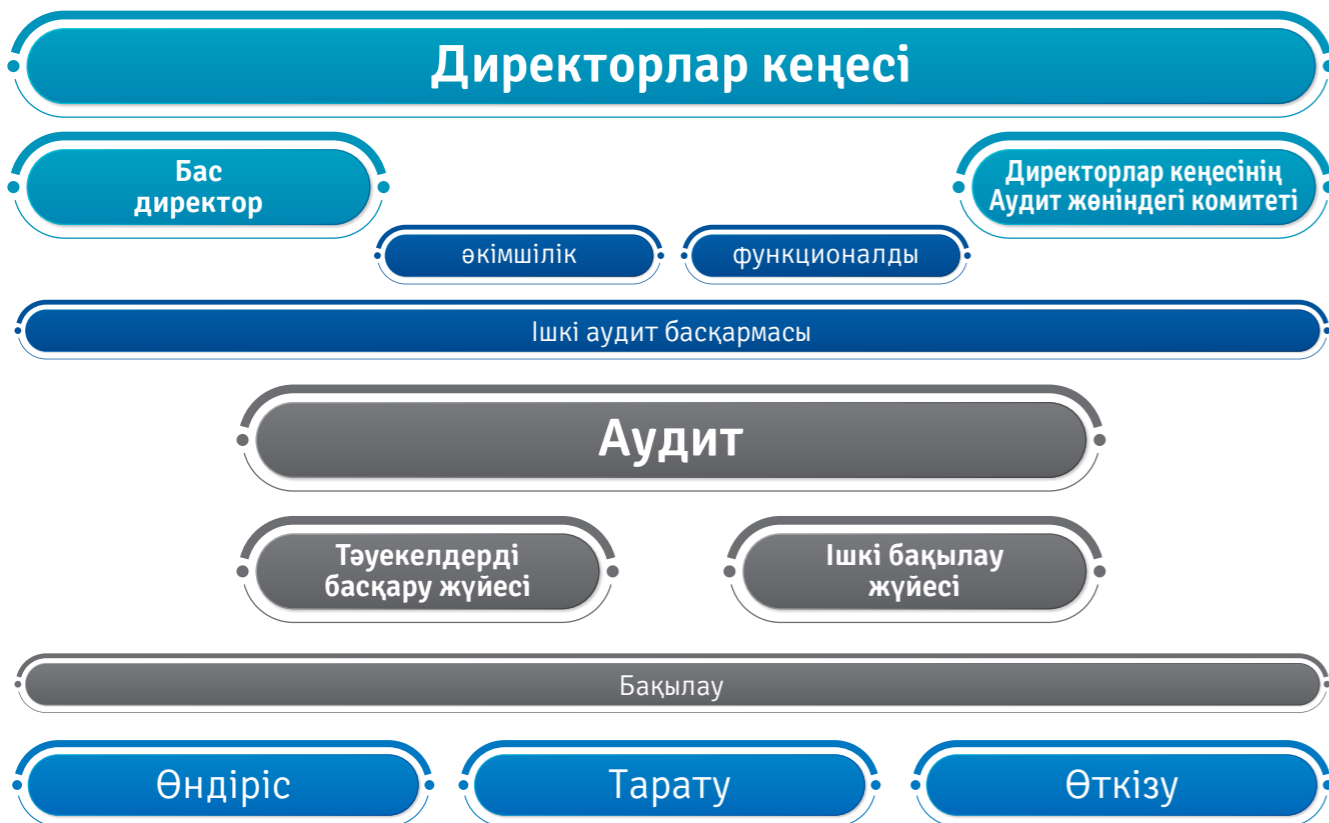 Директорлар кеңесі
Бас
директор
Директорлар кеңесінің
Аудит жөніндегі комитеті
әкімшілік
функционалды
Ішкі аудит басқармасы
Аудит
Тәуекелдерді
басқару жүйесі
Ішкі бақылау
жүйесі
Бақылау
Өндіріс
Тарату
Өткізу